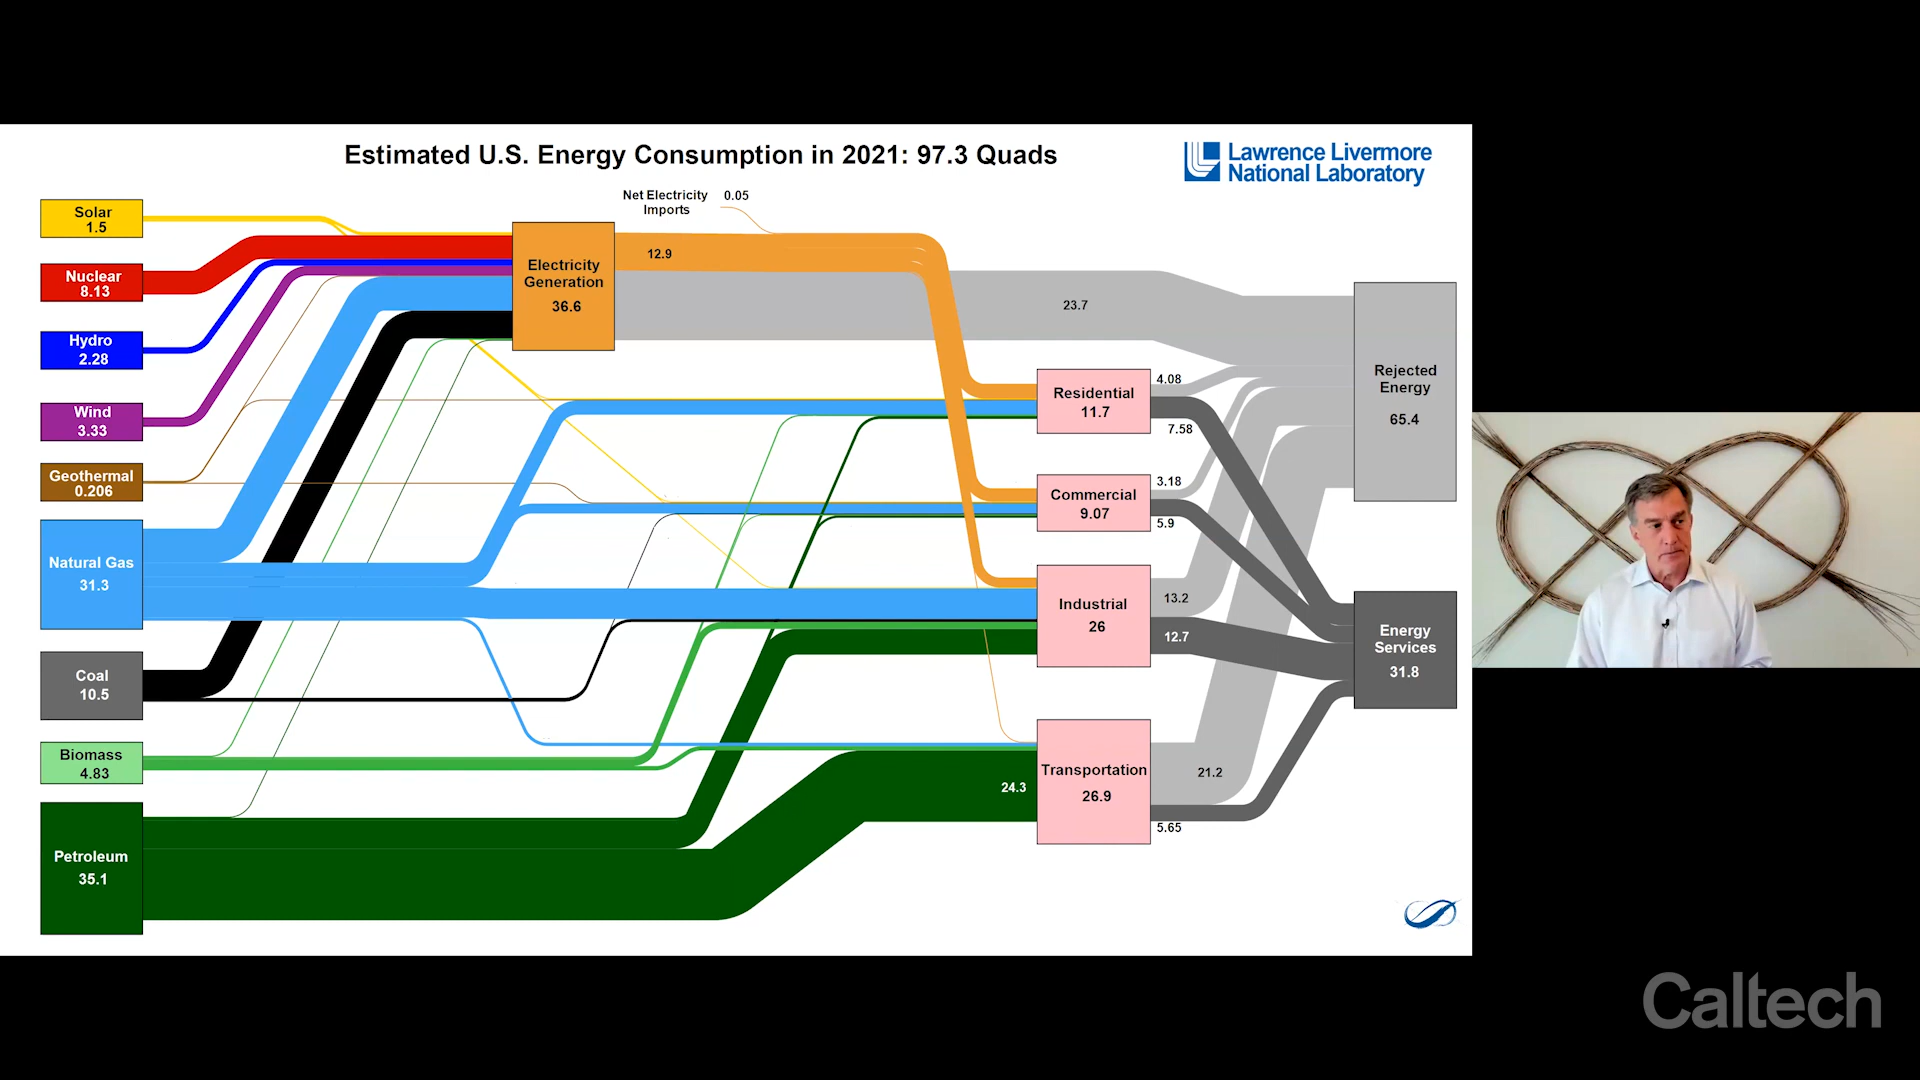 Estimated U.S. Energy Consumption in 2021: 97.3 Quads
Lawrence Livermore
National Laboratory
Net Electricity
Imports
0.05
Solar
1.5
Nuclear
8.13
Hydro
2.28
Wind
3.33
Geothermal
0.206
Natural Gas
31.3
Coal
10.5
Biomass
4.83
Petroleum
35.1
Electricity
Generation
36.6
12.9
23.7
Residential
11.7
4.08
7.58
Commercial
9.07
3.18
5.9
Industrial
26
13.2
12.7
24.3
Transportation
26.9
21.2
5.65
Rejected
Energy
65.4
Energy
Services
31.8
Caltech